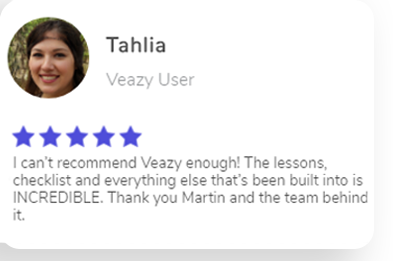 Tahlia
Veazy User
I can't recommend Veazy enough! The lessons,
checklist and everything else that's been built into is
INCREDIBLE. Thank you Martin and the team behind
it.